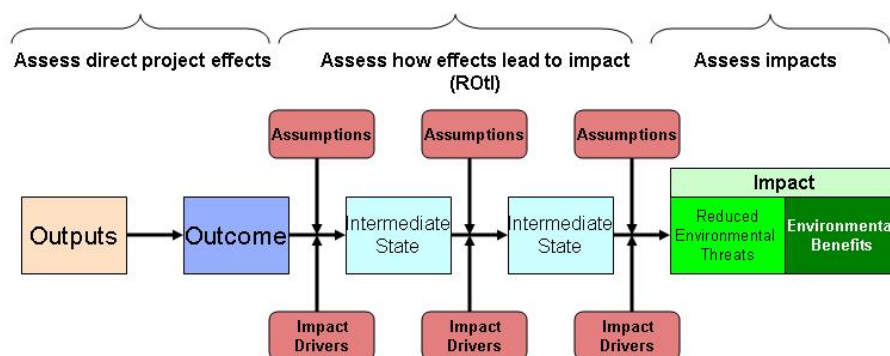 Assess direct project effects
Assess how effects lead to impact
(ROtI)
Assess impacts
Assumptions
Assumptions
Assumptions
Outputs
Outcome
Intermediate
State
Intermediate
State
Impact
Reduced
Environmental
Threats
Environmental
Benefits
Impact
Drivers
Impact
Drivers
Impact
Drivers